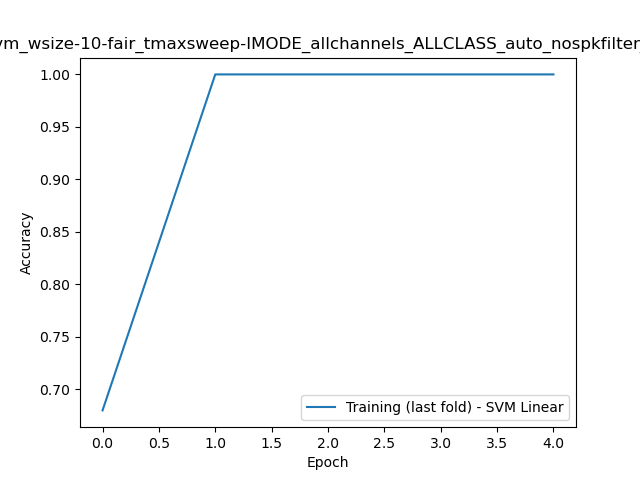 vm_wsize-10-fair_tmaxsweep-IMODE_allchannels_ALLCLASS_auto_nospkfilter_
1.00
0.95
0.90
0.85
0.80
0.75
0.70
Accuracy
Training (last fold) - SVM Linear
0.0 0.5 1.0 1.5 2.0 2.5 3.0 3.5 4.0
Epoch